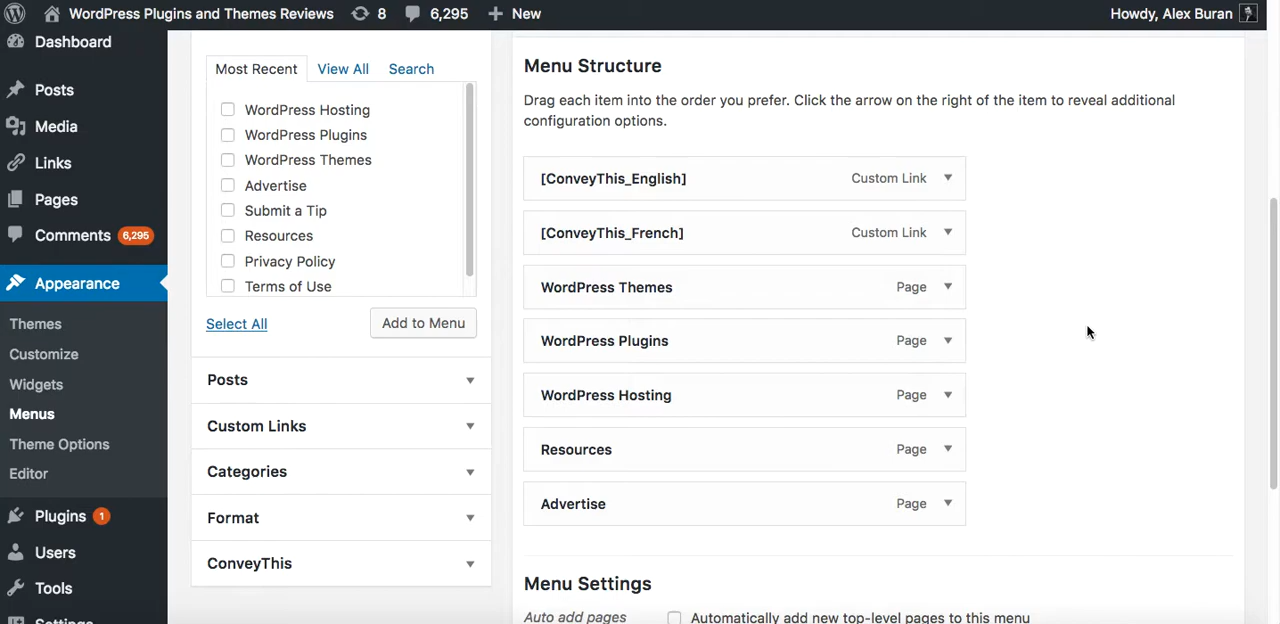 WordPress Plugins and Themes Reviews 8 6,295 New Howdy, Alex Buran
Dashboard
Posts
Media
Links
Pages
Comments 6,295
Appearance
Themes
Customize
Widgets
Menus
Theme Options
Editor
Plugins 1
Users
Tools
Settings
Most Recent View All Search
WordPress Hosting
WordPress Plugins
WordPress Themes
Advertise
Submit a Tip
Resources
Privacy Policy
Terms of Use
Select All Add to Menu
Posts
Custom Links
Categories
Format
ConveyThis
Menu Structure
Drag each item into the order you prefer. Click the arrow on the right of the item to reveal additional
configuration options.
[ConveyThis_English] Custom Link
[ConveyThis_French] Custom Link
WordPress Themes Page
WordPress Plugins Page
WordPress Hosting Page
Resources Page
Advertise Page
Menu Settings
Auto add pages Automatically add new top-level pages to this menu